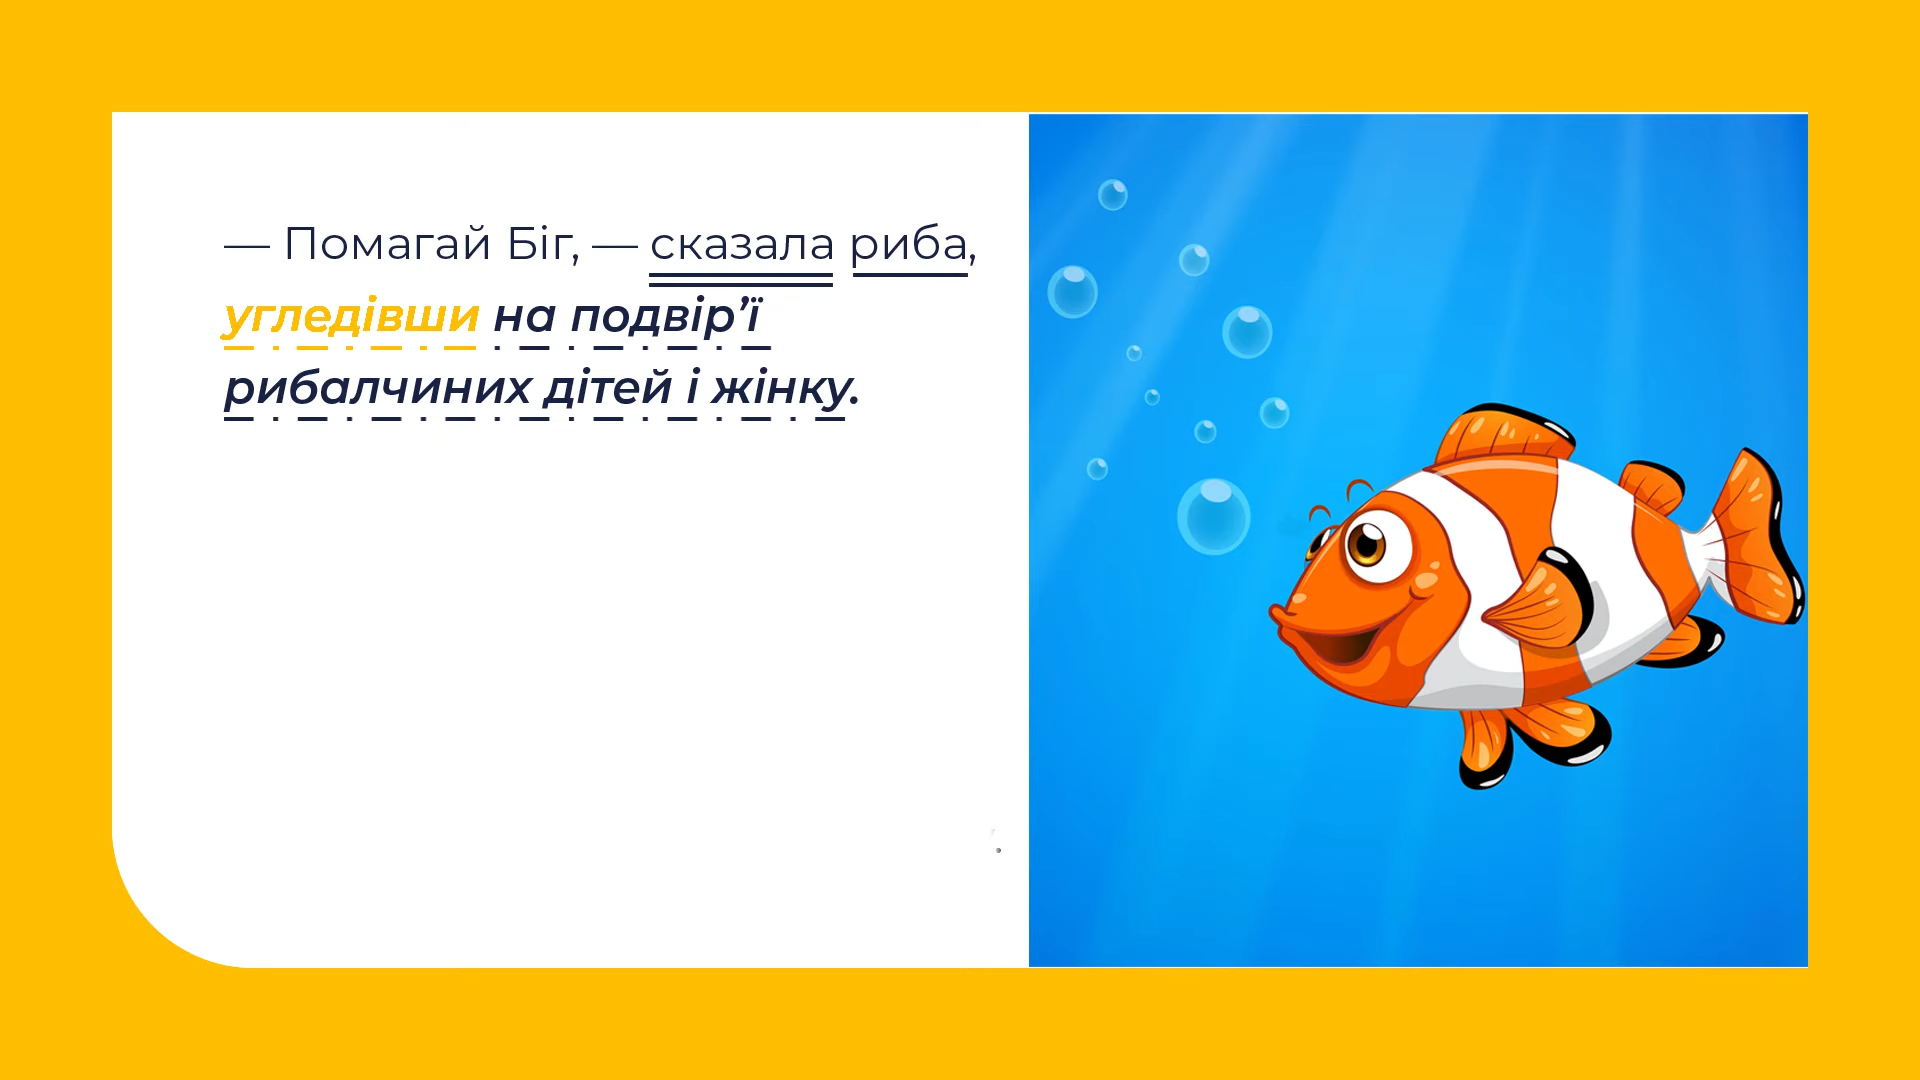 — Помагай Біг, — сказала риба,
угледівши на подвір’ї
рибалчиних дітей і жінку.